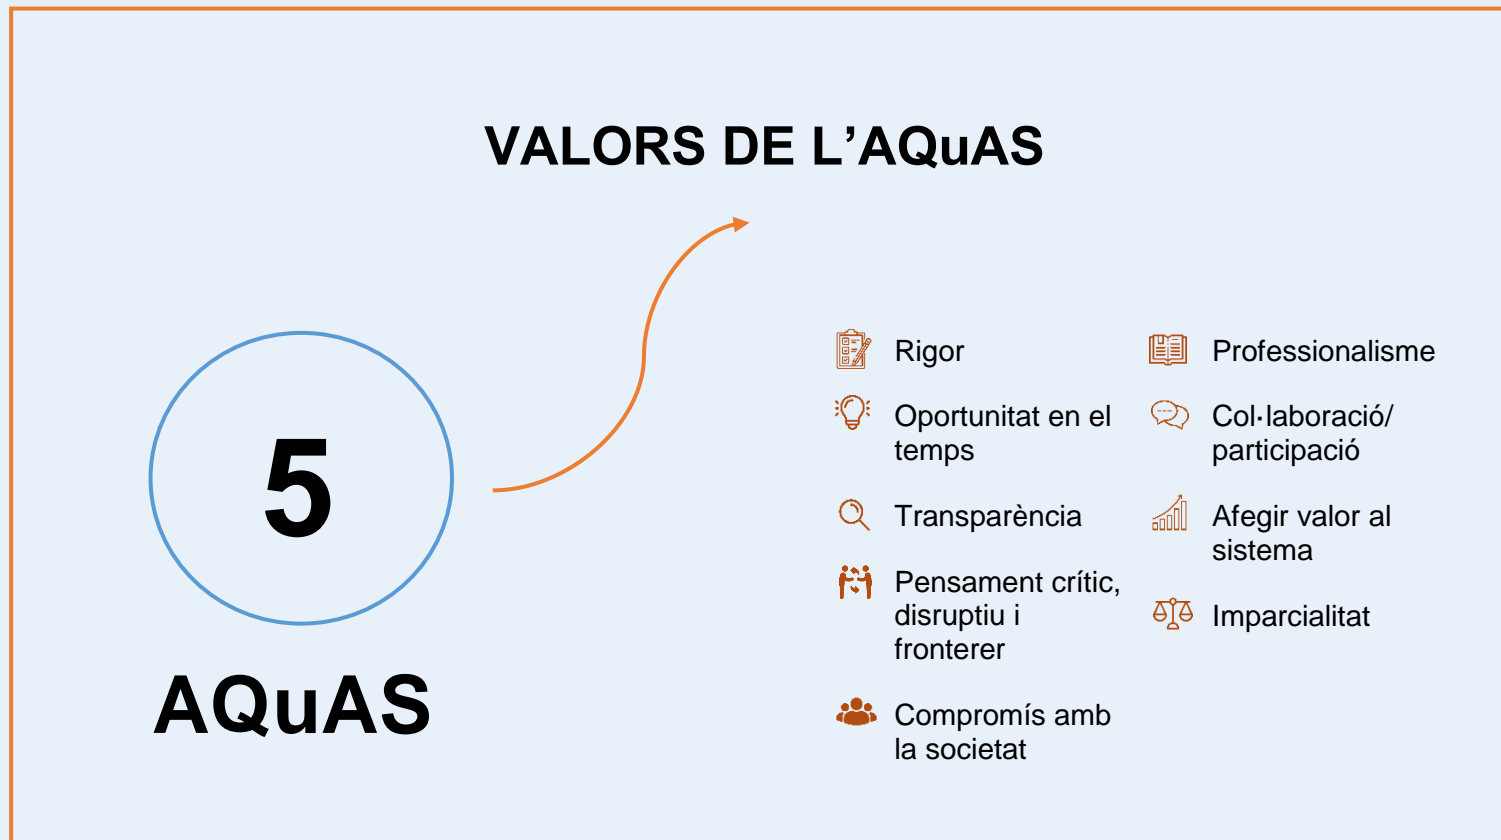 VALORS DE L’AQuAS
5
AQuAS
Rigor
Oportunitat en el
temps
Transparència
Pensament crític,
disruptiu i
fronterer
Compromís amb
la societat
Professionalisme
Col·laboració/
participació
Afegir valor al
sistema
Imparcialitat